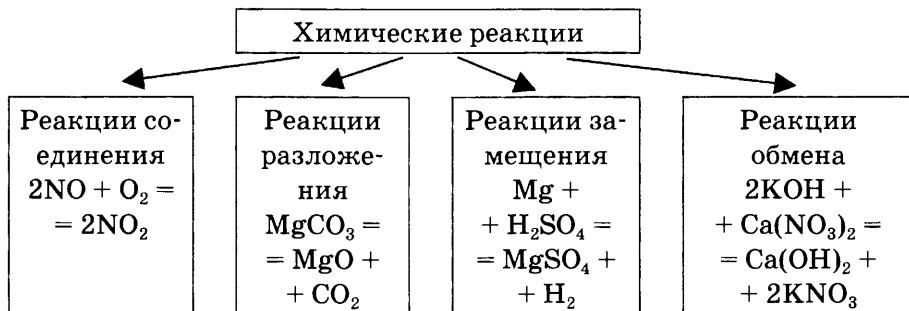 Химические реакции
Реакции со-
единения
2NO + O₂ =
= 2NO₂
Реакции
разложе-
ния
MgCO₃ =
= MgO +
+ CO₂
Реакции за-
мещения
Mg +
+ H₂SO₄ =
= MgSO₄ +
+ H₂
Реакции
обмена
2KOH +
+ Ca(NO₃)₂ =
= Ca(OH)₂ +
+ 2KNO₃